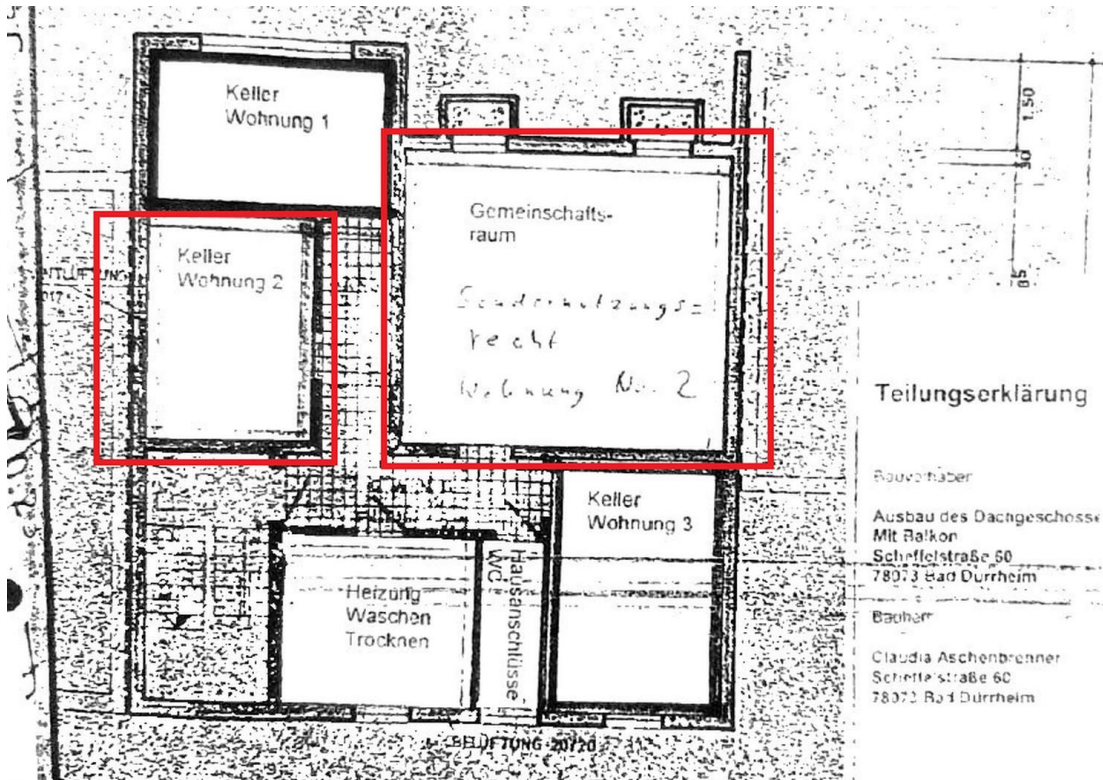 Keller
Wohnung 1
Gemeinschafts-
raum
Keller
Wohnung 2
Sondernutzungs=
recht
Wohnung Nr. 2
Keller
Wohnung 3
Heizung
Waschen
Trocknen
Hausanschlüsse
WC
BELÜFTUNG 20/20
1.50
30
Teilungserklärung
Bauvorhaben
Ausbau des Dachgeschosse
Mit Balkon
Scheffelstraße 60
78073 Bad Dürrheim
Bauherr
Claudia Aschenbrenner
Scheffelstraße 60
78073 Bad Dürrheim